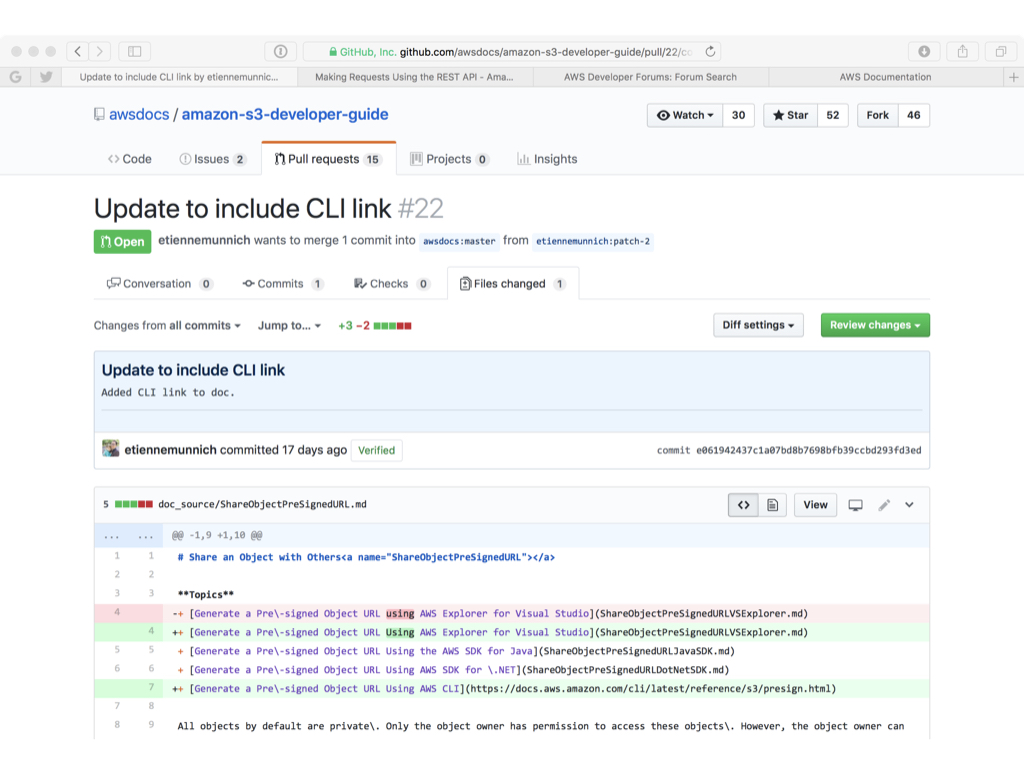 GitHub, Inc. github.com/awsdocs/amazon-s3-developer-guide/pull/22/co
Update to include CLI link by etiennemunnic...
Making Requests Using the REST API - Ama...
AWS Developer Forums: Forum Search
AWS Documentation
awsdocs / amazon-s3-developer-guide
Watch 30 Star 52 Fork 46
Code Issues 2 Pull requests 15 Projects 0 Insights
Update to include CLI link #22
Open etiennemunnich wants to merge 1 commit into awsdocs:master from etiennemunnich:patch-2
Conversation 0 Commits 1 Checks 0 Files changed 1
Changes from all commits Jump to... +3 −2 Diff settings Review changes
Update to include CLI link
Added CLI link to doc.
etiennemunnich committed 17 days ago Verified commit e061942437c1a07bd8b7698bfb39ccbd293fd3ed
5 doc_source/ShareObjectPreSignedURL.md <> View
... ... @@ -1,9 +1,10 @@
1 1 # Share an Object with Others<a name="ShareObjectPreSignedURL"></a>
2 2
3 3 **Topics**
4 -+ [Generate a Pre\-signed Object URL using AWS Explorer for Visual Studio](ShareObjectPreSignedURLVSExplorer.md)
4 ++ [Generate a Pre\-signed Object URL Using AWS Explorer for Visual Studio](ShareObjectPreSignedURLVSExplorer.md)
5 5 + [Generate a Pre\-signed Object URL Using the AWS SDK for Java](ShareObjectPreSignedURLJavaSDK.md)
6 6 + [Generate a Pre\-signed Object URL Using AWS SDK for \.NET](ShareObjectPreSignedURLDotNetSDK.md)
7 ++ [Generate a Pre\-signed Object URL Using AWS CLI](https://docs.aws.amazon.com/cli/latest/reference/s3/presign.html)
7 8
8 9 All objects by default are private\. Only the object owner has permission to access these objects\. However, the object owner can